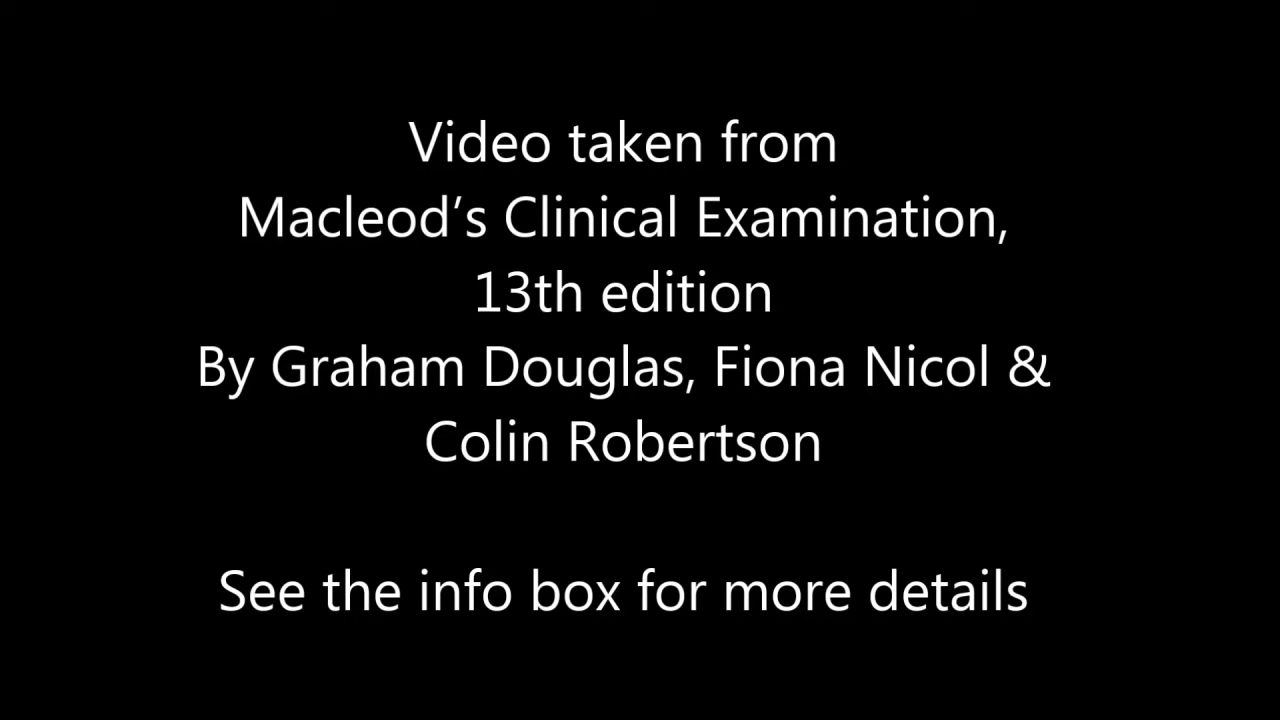 Video taken from
Macleod’s Clinical Examination,
13th edition
By Graham Douglas, Fiona Nicol &
Colin Robertson
See the info box for more details